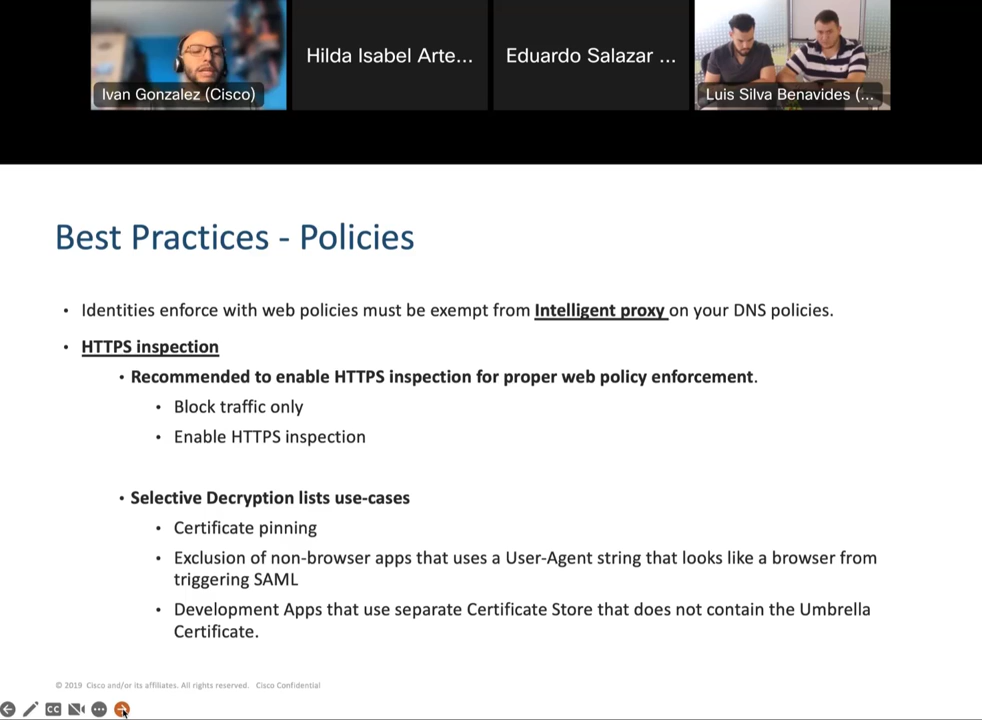 Ivan Gonzalez (Cisco)
Hilda Isabel Arte...
Eduardo Salazar ...
Luis Silva Benavides (...
Best Practices - Policies
• Identities enforce with web policies must be exempt from Intelligent proxy on your DNS policies.
• HTTPS inspection
• Recommended to enable HTTPS inspection for proper web policy enforcement.
• Block traffic only
• Enable HTTPS inspection
• Selective Decryption lists use-cases
• Certificate pinning
• Exclusion of non-browser apps that uses a User-Agent string that looks like a browser from
triggering SAML
• Development Apps that use separate Certificate Store that does not contain the Umbrella
Certificate.
© 2019 Cisco and/or its affiliates. All rights reserved. Cisco Confidential
CC